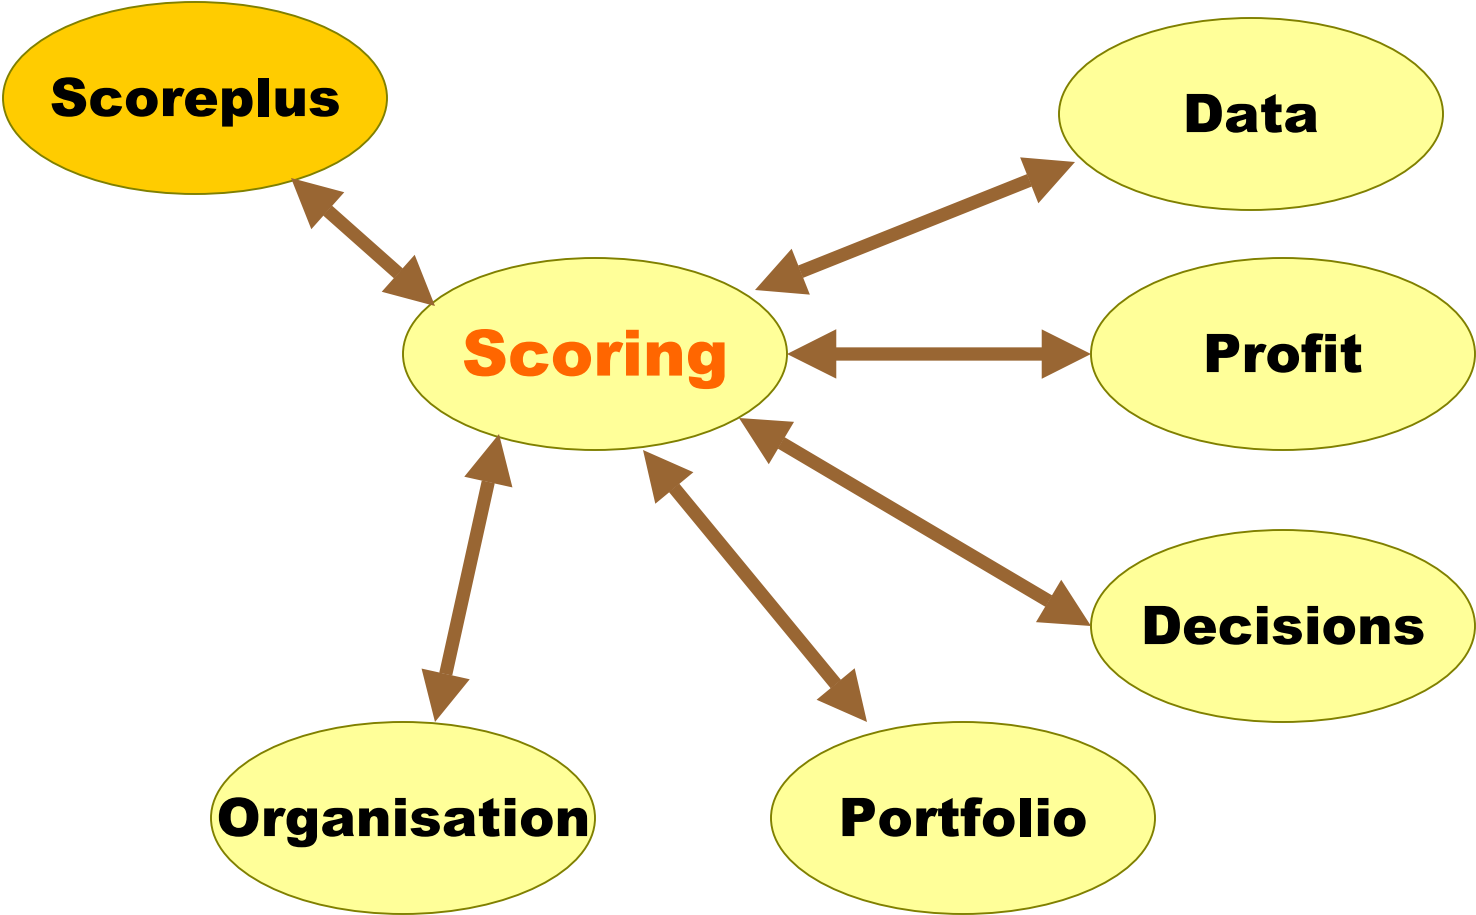 Scoreplus
Data
Scoring
Profit
Decisions
Organisation
Portfolio